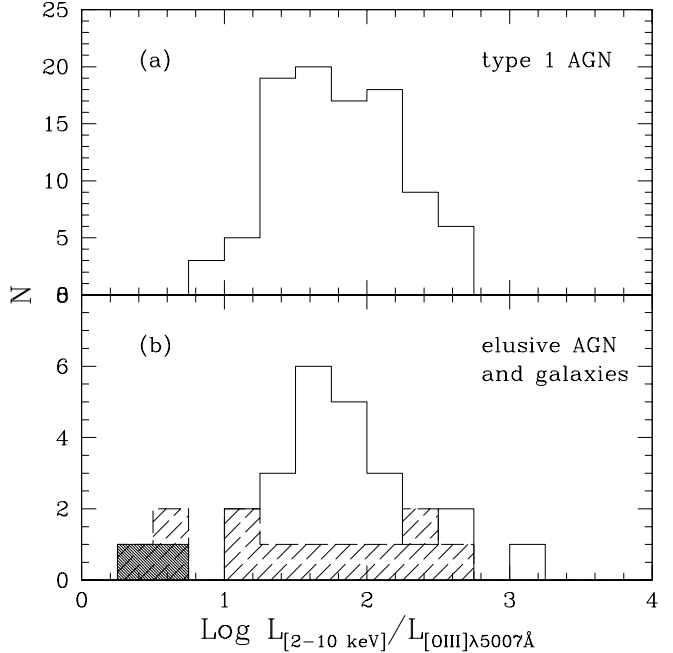 25
(a) type 1 AGN
20
15
10
5
0
8
N
(b) elusive AGN
and galaxies
6
4
2
0
0 1 2 3 4
Log L[2−10 keV]/L[OIII]λ5007Å